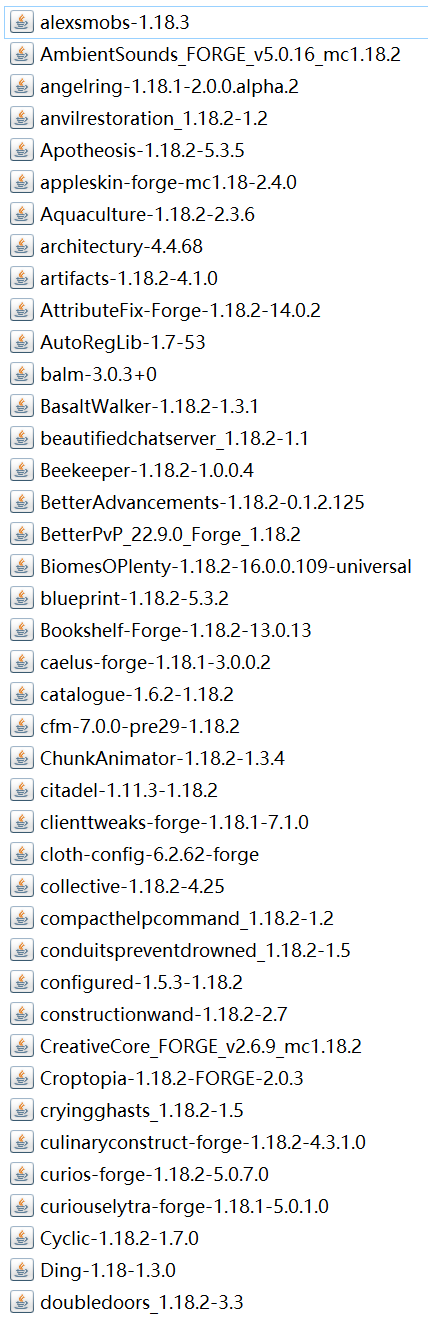 alexsmobs-1.18.3
AmbientSounds_FORGE_v5.0.16_mc1.18.2
angelring-1.18.1-2.0.0.alpha.2
anvilrestoration_1.18.2-1.2
Apotheosis-1.18.2-5.3.5
appleskin-forge-mc1.18-2.4.0
Aquaculture-1.18.2-2.3.6
architectury-4.4.68
artifacts-1.18.2-4.1.0
AttributeFix-Forge-1.18.2-14.0.2
AutoRegLib-1.7-53
balm-3.0.3+0
BasaltWalker-1.18.2-1.3.1
beautifiedchatserver_1.18.2-1.1
Beekeeper-1.18.2-1.0.0.4
BetterAdvancements-1.18.2-0.1.2.125
BetterPvP_22.9.0_Forge_1.18.2
BiomesOPlenty-1.18.2-16.0.0.109-universal
blueprint-1.18.2-5.3.2
Bookshelf-Forge-1.18.2-13.0.13
caelus-forge-1.18.1-3.0.0.2
catalogue-1.6.2-1.18.2
cfm-7.0.0-pre29-1.18.2
ChunkAnimator-1.18.2-1.3.4
citadel-1.11.3-1.18.2
clienttweaks-forge-1.18.1-7.1.0
cloth-config-6.2.62-forge
collective-1.18.2-4.25
compacthelpcommand_1.18.2-1.2
conduitspreventdrowned_1.18.2-1.5
configured-1.5.3-1.18.2
constructionwand-1.18.2-2.7
CreativeCore_FORGE_v2.6.9_mc1.18.2
Croptopia-1.18.2-FORGE-2.0.3
cryingghasts_1.18.2-1.5
culinaryconstruct-forge-1.18.2-4.3.1.0
curios-forge-1.18.2-5.0.7.0
curiouselytra-forge-1.18.1-5.0.1.0
Cyclic-1.18.2-1.7.0
Ding-1.18-1.3.0
doubledoors_1.18.2-3.3